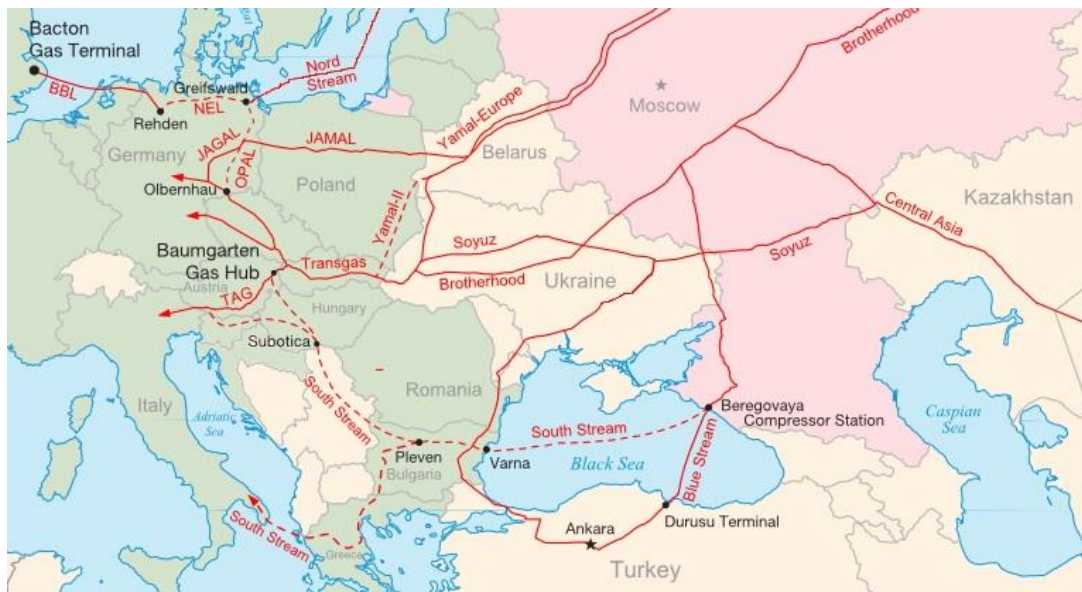 Bacton
Gas Terminal
BBL
Rehden
NEL
Greifswald
Nord
Stream
Germany
JAGAL
OPAL
JAMAL
Olbernhau
Poland
Yamal-Europe
Belarus
Yamal-II
Moscow
Brotherhood
Kazakhstan
Central Asia
Soyuz
Soyuz
Brotherhood
Ukraine
Transgas
Baumgarten
Gas Hub
Austria
TAG
Hungary
Subotica
Romania
South Stream
Italy
Adriatic
Sea
Pleven
Bulgaria
Varna
South Stream
Black Sea
Blue Stream
Beregovaya
Compressor Station
Caspian
Sea
Durusu Terminal
Ankara
Turkey
South Stream
Greece